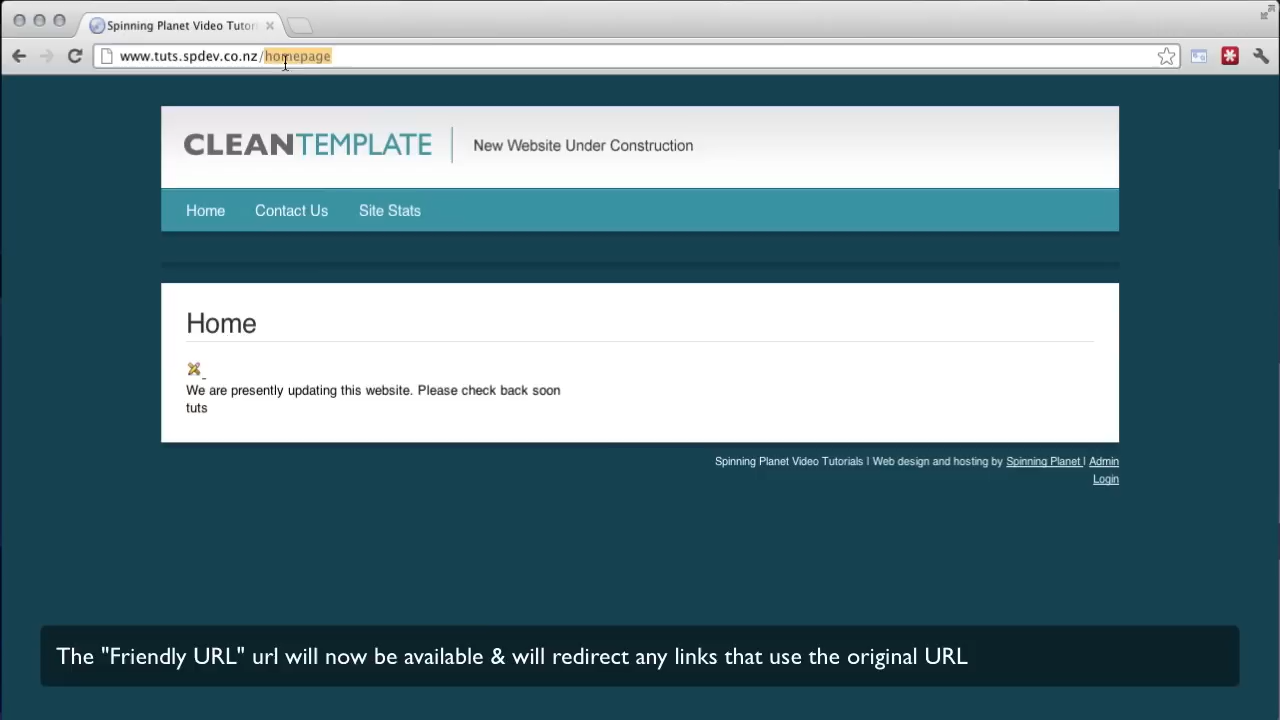 Spinning Planet Video Tutor
www.tuts.spdev.co.nz/homepage
CLEANTEMPLATE
New Website Under Construction
Home
Contact Us
Site Stats
Home
We are presently updating this website. Please check back soon
tuts
Spinning Planet Video Tutorials | Web design and hosting by Spinning Planet | Admin
Login
The "Friendly URL" url will now be available & will redirect any links that use the original URL